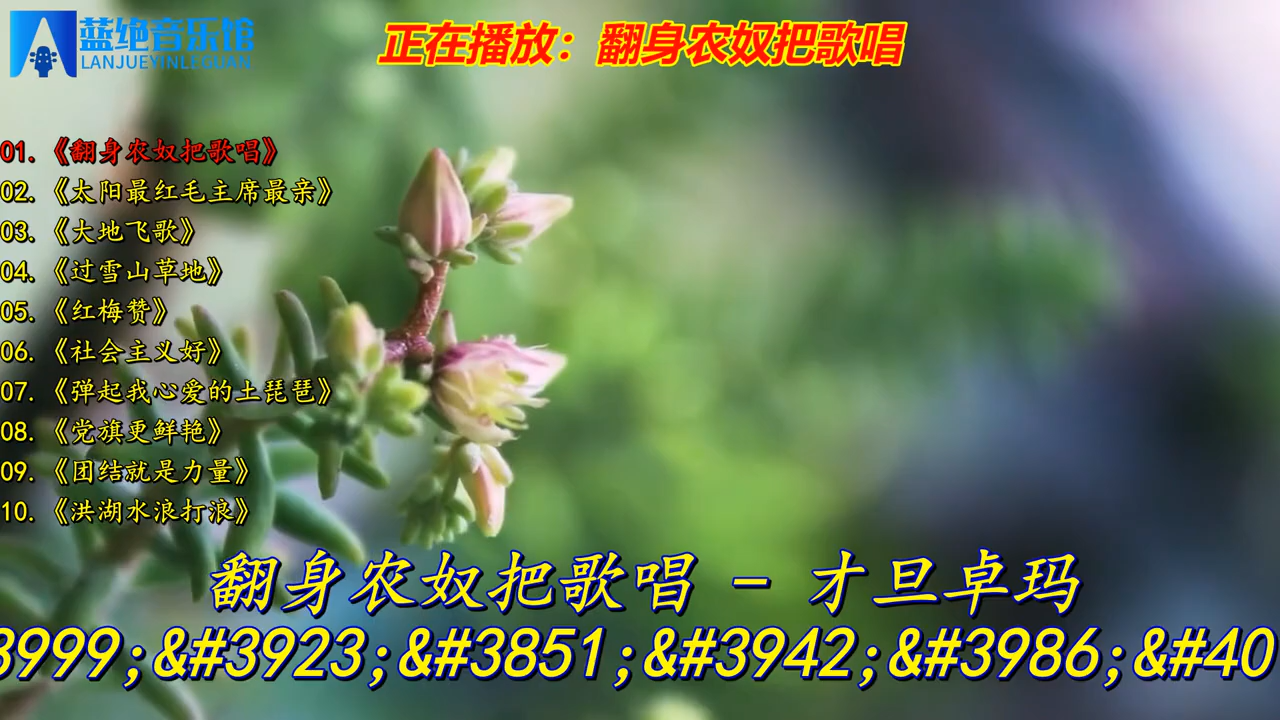 蓝绝音乐馆
LANJUEYINLEGUAN
正在播放：翻身农奴把歌唱
01.《翻身农奴把歌唱》
02.《太阳最红毛主席最亲》
03.《大地飞歌》
04.《过雪山草地》
05.《红梅赞》
06.《社会主义好》
07.《弹起我心爱的土琵琶》
08.《党旗更鲜艳》
09.《团结就是力量》
10.《洪湖水浪打浪》
翻身农奴把歌唱 - 才旦卓玛
3999;&#3923;&#3851;&#3942;&#3986;&#40